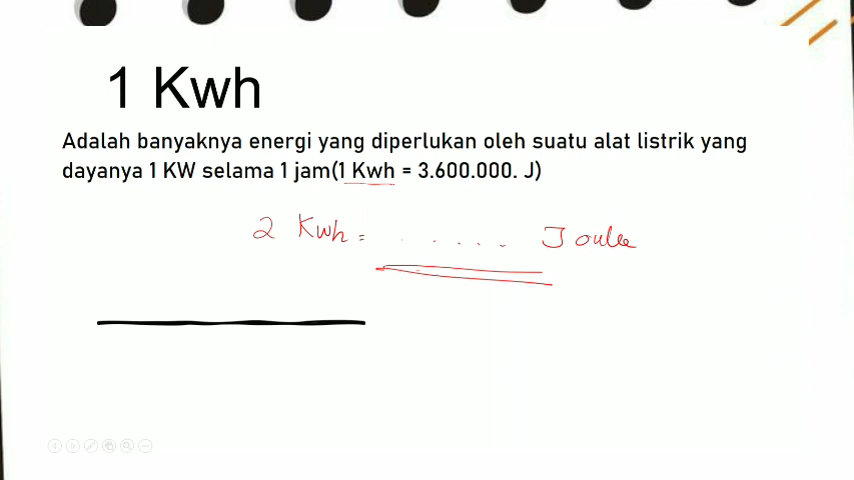 1 Kwh
Adalah banyaknya energi yang diperlukan oleh suatu alat listrik yang
dayanya 1 KW selama 1 jam(1 Kwh = 3.600.000. J)
2 Kwh = ..... Joule